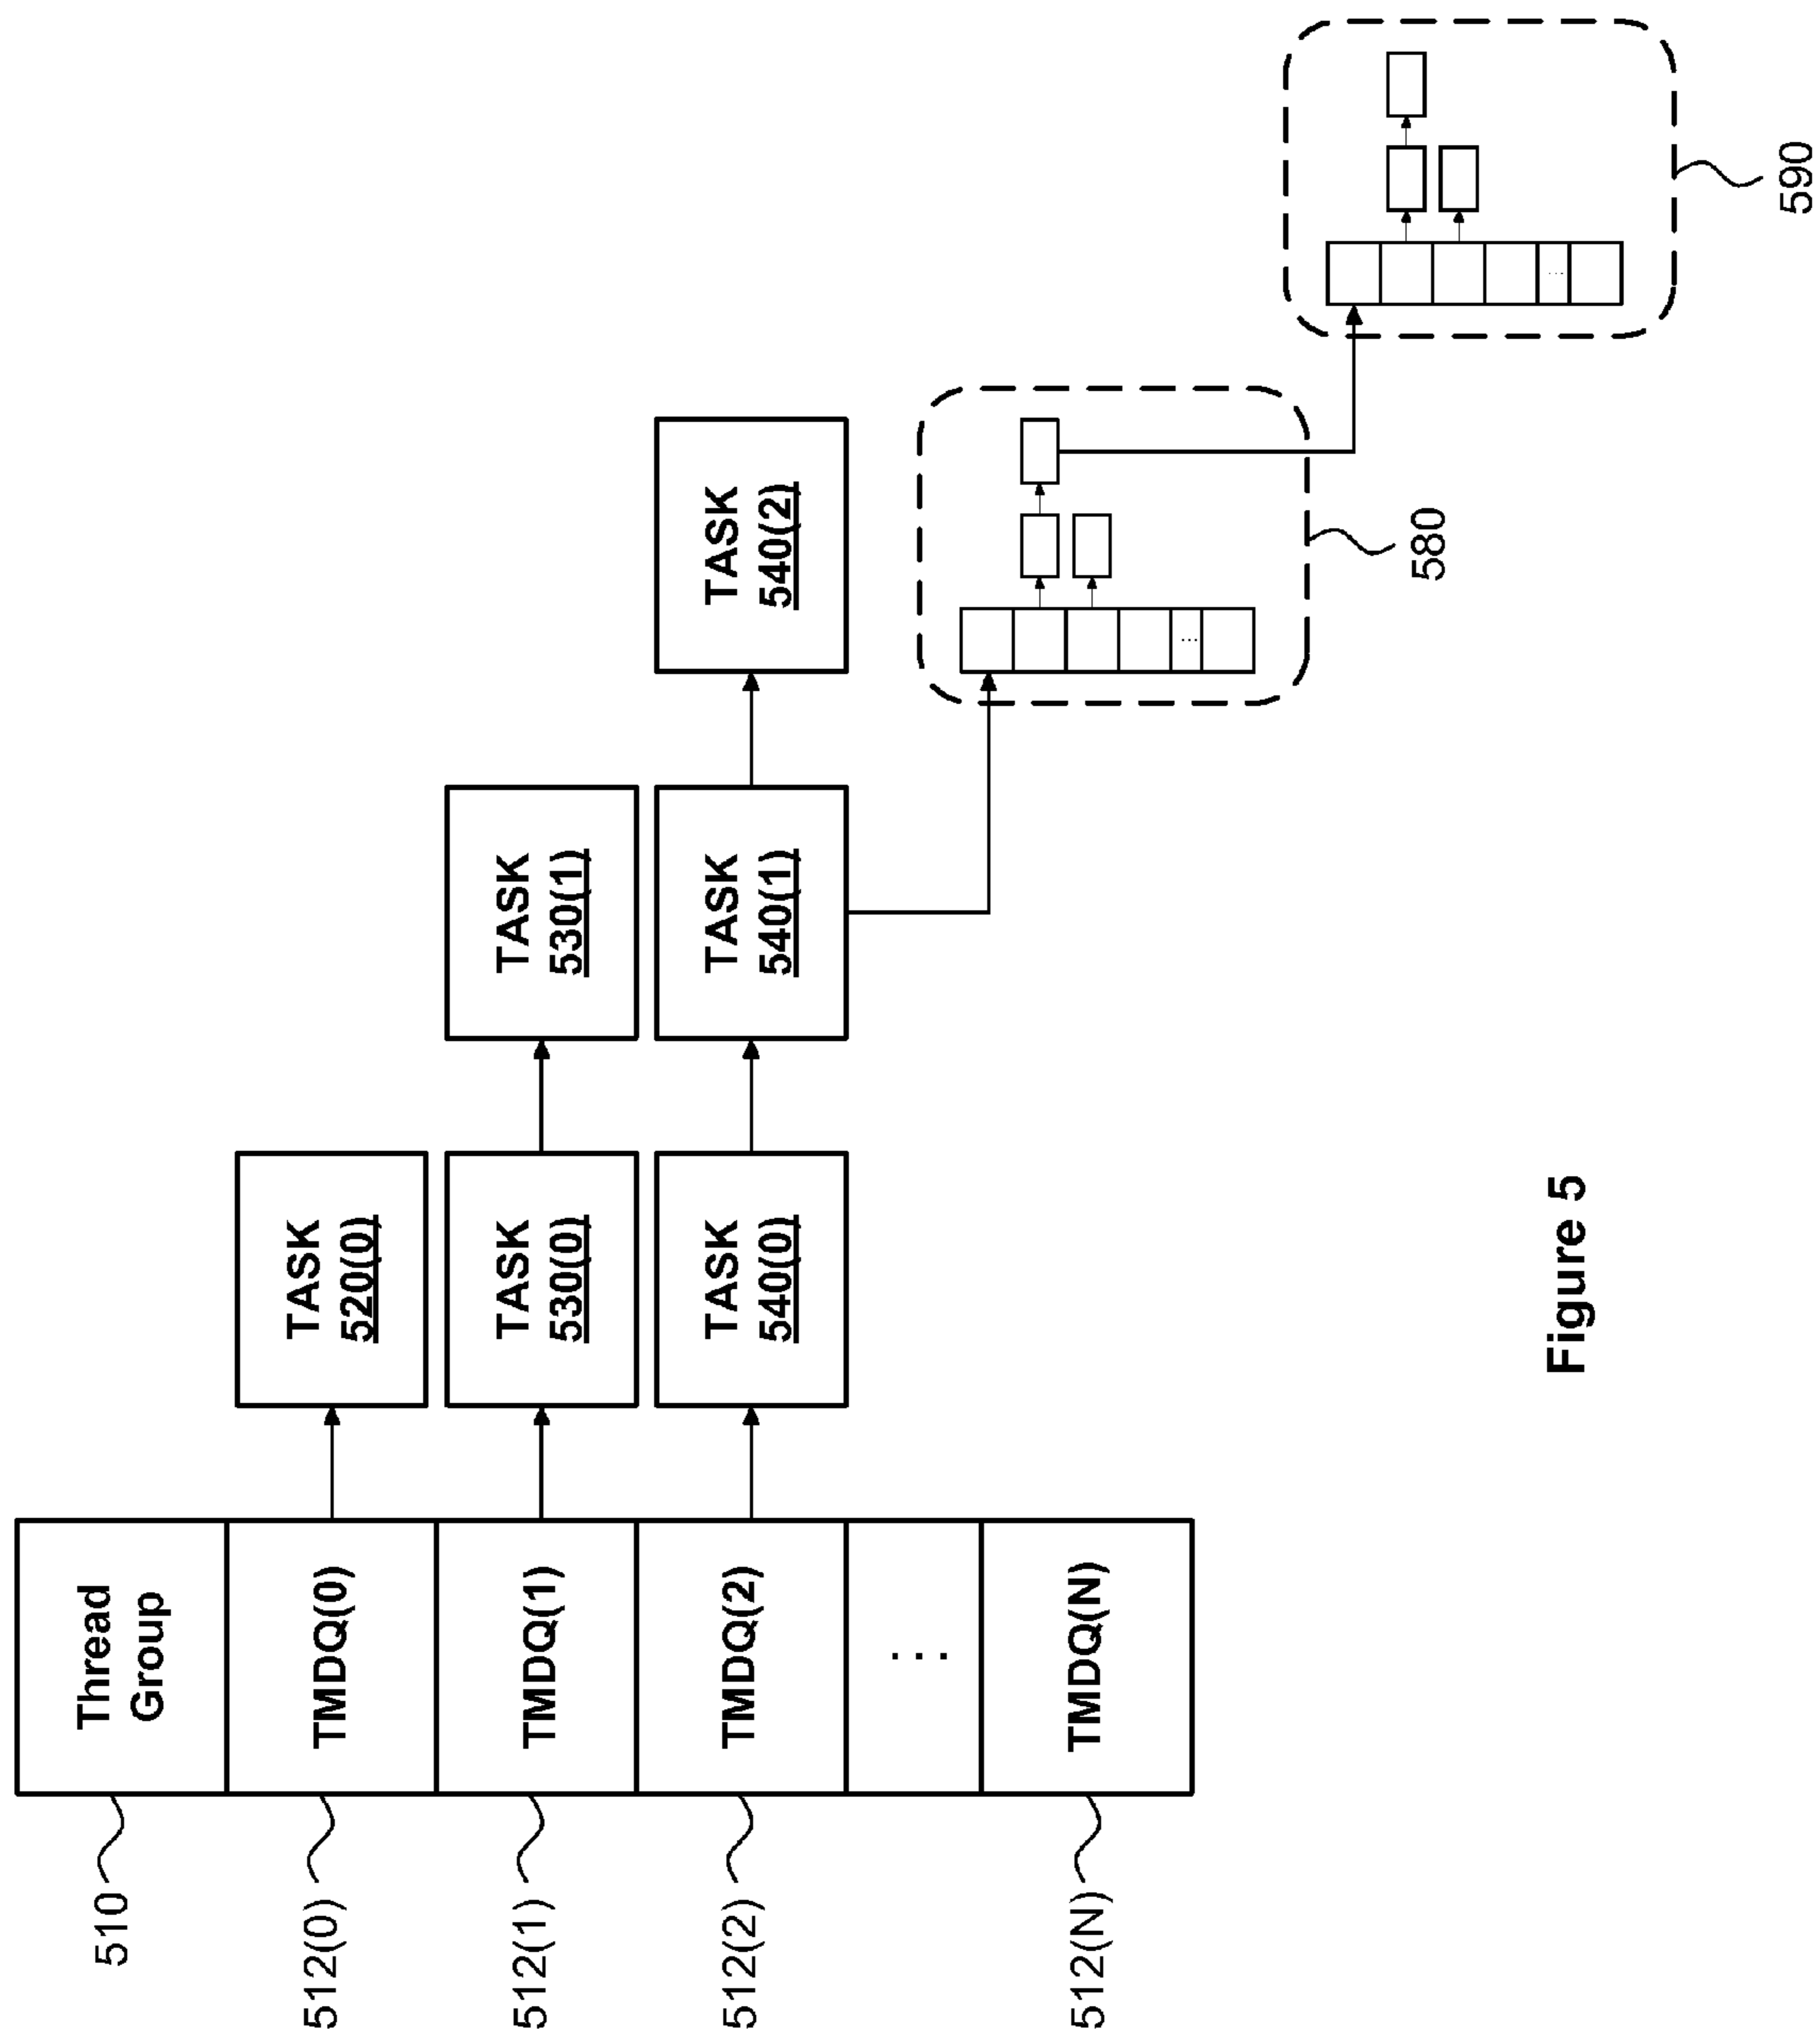 510
Thread
Group
512(0)
TMDQ(0)
TASK
520(0)
512(1)
TMDQ(1)
TASK
530(0)
TASK
530(1)
512(2)
TMDQ(2)
TASK
540(0)
TASK
540(1)
TASK
540(2)
...
512(N)
TMDQ(N)
...
580
...
590
Figure 5